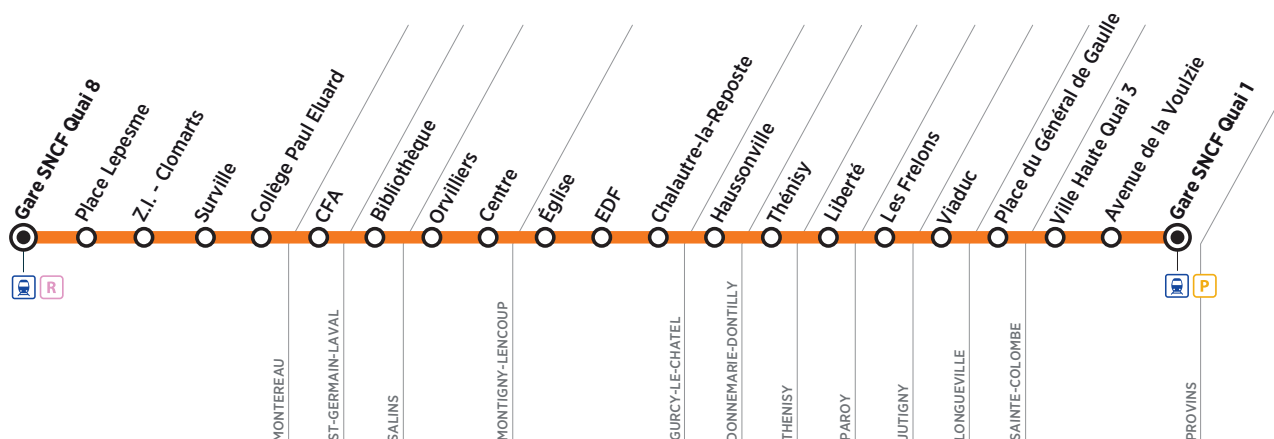 Gare SNCF Quai 8
Place Lepesme
Z.I. - Clomarts
Surville
Collège Paul Eluard
CFA
Bibliothèque
Orvilliers
Centre
Église
EDF
Chalautre-la-Reposte
Haussonville
Thénisy
Liberté
Les Frelons
Viaduc
Place du Général de Gaulle
Ville Haute Quai 3
Avenue de la Voulzie
Gare SNCF Quai 1
R
P
MONTEREAU
ST-GERMAIN-LAVAL
SALINS
MONTIGNY-LENCOUP
GURCY-LE-CHATEL
DONNEMARIE-DONTILLY
THENISY
PAROY
JUTIGNY
LONGUEVILLE
SAINTE-COLOMBE
PROVINS